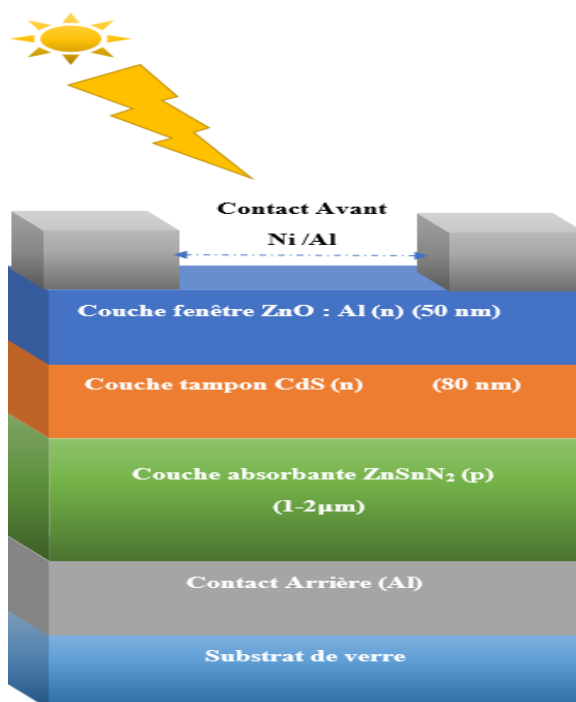 Contact Avant
Ni /Al
Couche fenêtre ZnO : Al (n) (50 nm)
Couche tampon CdS (n) (80 nm)
Couche absorbante ZnSnN₂ (p)
(1-2µm)
Contact Arrière (Al)
Substrat de verre